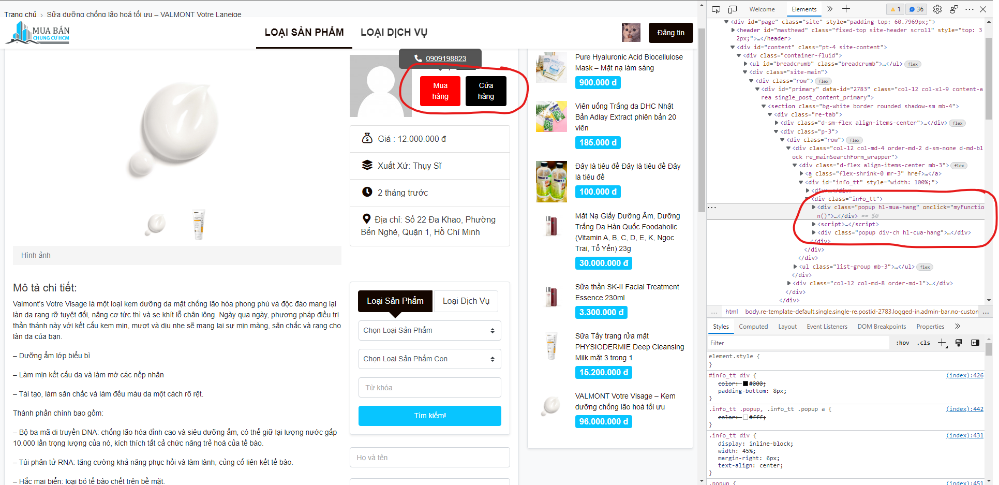 Trang chủ › Sữa dưỡng chống lão hoá tối ưu – VALMONT Votre Laneige
MUA BÁN
CHUNG CƯ HCM
LOẠI SẢN PHẨM
LOẠI DỊCH VỤ
Đăng tin
0909198823
Mua hàng
Cửa hàng
Giá : 12.000.000 đ
Xuất Xứ: Thụy Sĩ
2 tháng trước
Địa chỉ: Số 22 Đa Khao, Phường
Bến Nghé, Quận 1, Hồ Chí Minh
Hình ảnh
Mô tả chi tiết:
Valmont's Votre Visage là một loại kem dưỡng da mặt chống lão hóa phong phú và độc đáo mang lại
làn da rạng rỡ tuyệt đối, nâng cơ tức thì và se khít lỗ chân lông. Ngày qua ngày, phương pháp điều trị
thần thánh này với kết cấu kem mịn, mượt và dịu nhẹ sẽ mang lại sự mịn màng, săn chắc và rạng cho
làn da của bạn.
– Dưỡng ẩm lớp biểu bì
– Làm mịn kết cấu da và làm mờ các nếp nhăn
– Tái tạo, làm săn chắc và làm đều màu da một cách rõ rệt.
Thành phần chính bao gồm:
– Bộ ba mã di truyền DNA: chống lão hóa đỉnh cao và siêu dưỡng ẩm, có thể giữ lại lượng nước gấp
10.000 lần trọng lượng của nó, kích thích tất cả chức năng trẻ hoá của tế bào.
– Túi phân tử RNA: tăng cường khả năng phục hồi và làm lành, củng cố liên kết tế bào.
– Hắc mai biển: loại bỏ tế bào chết trên bề mặt.
Loại Sản Phẩm
Loại Dịch Vụ
Chọn Loại Sản Phẩm
Chọn Loại Sản Phẩm Con
Từ khóa
Tìm kiếm!
Họ và tên
Pure Hyaluronic Acid Biocellulose
Mask – Mặt nạ làm sáng
900.000 đ
Viên uống Trắng da DHC Nhật
Bản Adlay Extract phiên bản 20
viên
185.000 đ
Đây là tiêu đề Đây là tiêu đề Đây
là tiêu đề
100.000 đ
Mặt Nạ Giấy Dưỡng Ẩm, Dưỡng
Trắng Da Hàn Quốc Foodaholic
(Vitamin A, B, C, D, E, K, Ngọc
Trai, Tổ Yến) 23g
30.000.000 đ
Sữa thần SK-II Facial Treatment
Essence 230ml
3.300.000 đ
Sữa Tẩy trang rửa mặt
PHYSIODERMIE Deep Cleansing
Milk mặt 3 trong 1
15.200.000 đ
VALMONT Votre Visage – Kem
dưỡng chống lão hoá tối ưu
96.000.000 đ
Welcome Elements 1 36
<div id="page" class="site" style="padding-top: 60.7969px;">
<header id="masthead" class="fixed-top site-header scroll" style="top: 3
2px;">…</header>
<div id="content" class="pt-4 site-content">
<div class="container-fluid">
<ul id="breadcrumb" class="breadcrumb">…</ul> flex
<div class="site-main">
<div class="row"> flex
<div id="primary" data-id="2783" class="col-12 col-xl-9 content-a
rea single_post_content_primary">
<section class="bg-white border rounded shadow-sm mb-4">
<div class="re-tab">
<div class="d-sm-flex align-items-center">…</div> flex
<div class="p-3">
<div class="row"> flex
<div class="col-12 col-md-4 order-md-2 d-sm-none d-md-bl
ock re_mainSearchForm_wrapper">
<div class="d-flex align-items-center mb-3"> flex
<a class="flex-shrink-0 mr-3" href>…</a>
<div id="info_tt" style="width: 100%;">
<div>…</div>
<div class="info_tt">
<div class="popup hl-mua-hang" onclick="myFunctio
n()">…</div> == $0
<script>…</script>
<div class="popup div-ch hl-cua-hang">…</div>
</div>
</div>
</div>
<ul class="list-group mb-3">…</ul> flex
</div>
<div class="col-12 col-md-8 order-md-1">…</div>
</div>
</div>
… html body.re-template-default.single.single-re.postid-2783.logged-in.admin-bar.no-custom …
Styles Computed Layout Event Listeners DOM Breakpoints Properties
Filter :hov .cls
element.style {
}
#info_tt div { (index):426
color: #000;
padding-bottom: 8px;
}
.info_tt .popup, .info_tt .popup a { (index):442
color: #fff;
}
.info_tt div { (index):431
display: inline-block;
width: 45%;
margin-right: 6px;
text-align: center;
}
.popup { (index):451